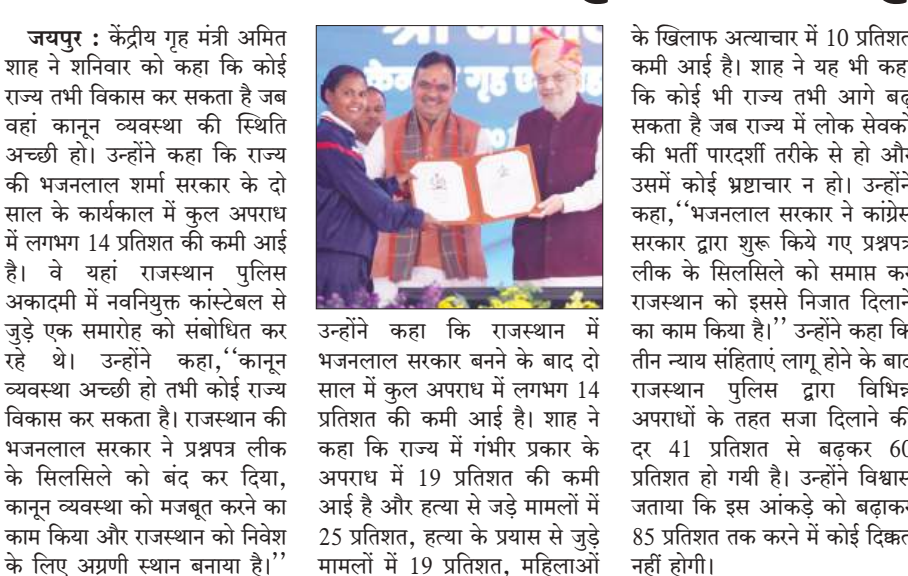 जयपुर : केंद्रीय गृह मंत्री अमित
शाह ने शनिवार को कहा कि कोई
राज्य तभी विकास कर सकता है जब
वहां कानून व्यवस्था की स्थिति
अच्छी हो। उन्होंने कहा कि राज्य
की भजनलाल शर्मा सरकार के दो
साल के कार्यकाल में कुल अपराध
में लगभग 14 प्रतिशत की कमी आई
है। वे यहां राजस्थान पुलिस
अकादमी में नवनियुक्त कांस्टेबल से
जुड़े एक समारोह को संबोधित कर
रहे थे। उन्होंने कहा,‘‘कानून
व्यवस्था अच्छी हो तभी कोई राज्य
विकास कर सकता है। राजस्थान की
भजनलाल सरकार ने प्रश्नपत्र लीक
के सिलसिले को बंद कर दिया,
कानून व्यवस्था को मजबूत करने का
काम किया और राजस्थान को निवेश
के लिए अग्रणी स्थान बनाया है।’’
उन्होंने कहा कि राजस्थान में
भजनलाल सरकार बनने के बाद दो
साल में कुल अपराध में लगभग 14
प्रतिशत की कमी आई है। शाह ने
कहा कि राज्य में गंभीर प्रकार के
अपराध में 19 प्रतिशत की कमी
आई है और हत्या से जड़े मामलों में
25 प्रतिशत, हत्या के प्रयास से जुड़े
मामलों में 19 प्रतिशत, महिलाओं
के खिलाफ अत्याचार में 10 प्रतिशत
कमी आई है। शाह ने यह भी कहा
कि कोई भी राज्य तभी आगे बढ़
सकता है जब राज्य में लोक सेवकों
की भर्ती पारदर्शी तरीके से हो और
उसमें कोई भ्रष्टाचार न हो। उन्होंने
कहा,‘‘भजनलाल सरकार ने कांग्रेस
सरकार द्वारा शुरू किये गए प्रश्नपत्र
लीक के सिलसिले को समाप्त कर
राजस्थान को इससे निजात दिलाने
का काम किया है।’’ उन्होंने कहा कि
तीन न्याय संहिताएं लागू होने के बाद
राजस्थान पुलिस द्वारा विभिन्न
अपराधों के तहत सजा दिलाने की
दर 41 प्रतिशत से बढ़कर 60
प्रतिशत हो गयी है। उन्होंने विश्वास
जताया कि इस आंकड़े को बढ़ाकर
85 प्रतिशत तक करने में कोई दिक्कत
नहीं होगी।